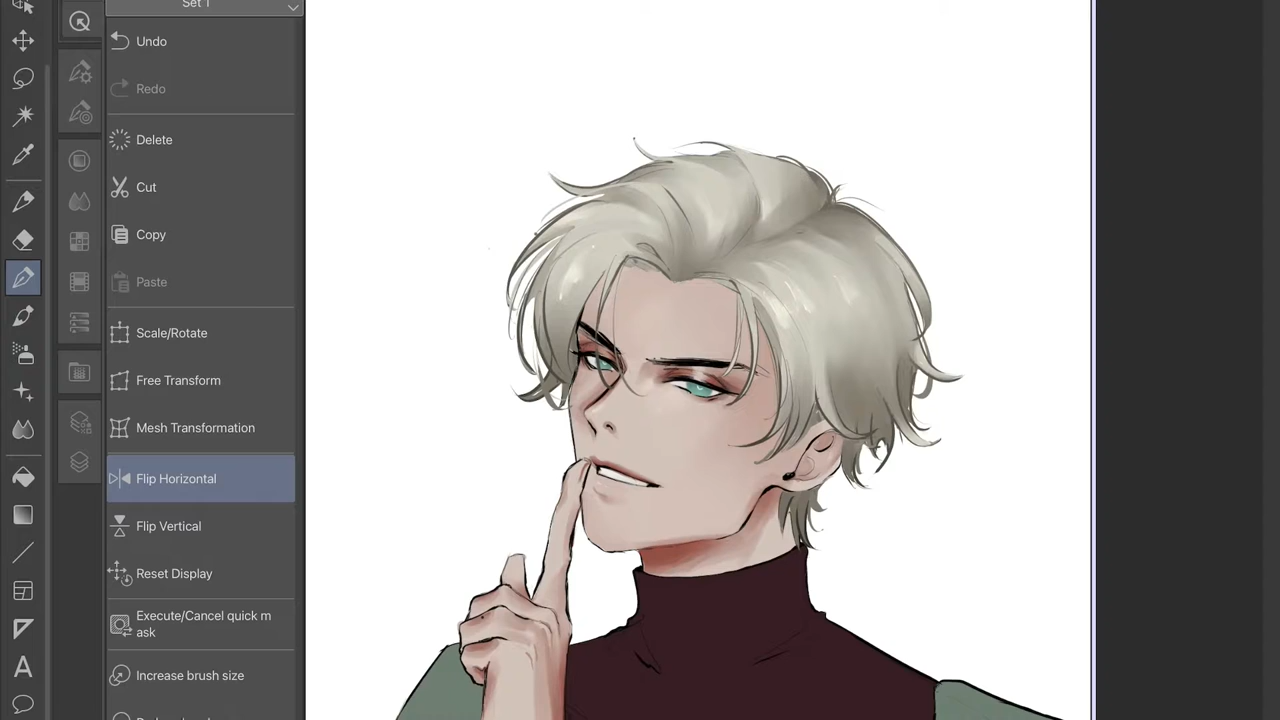 Set 1
Undo
Redo
Delete
Cut
Copy
Paste
Scale/Rotate
Free Transform
Mesh Transformation
Flip Horizontal
Flip Vertical
Reset Display
Execute/Cancel quick m
ask
Increase brush size